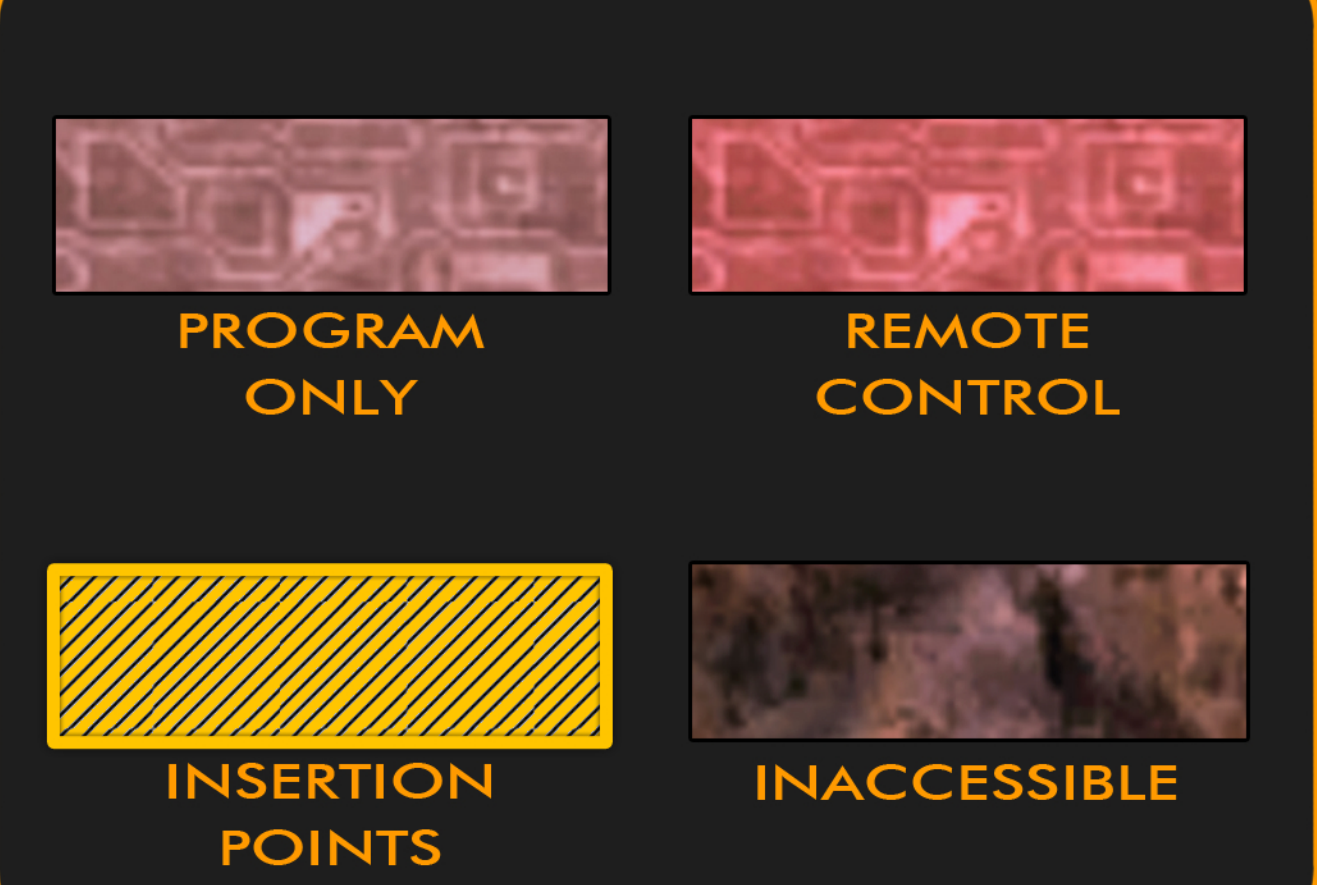 PROGRAM
ONLY
REMOTE
CONTROL
INSERTION
POINTS
INACCESSIBLE